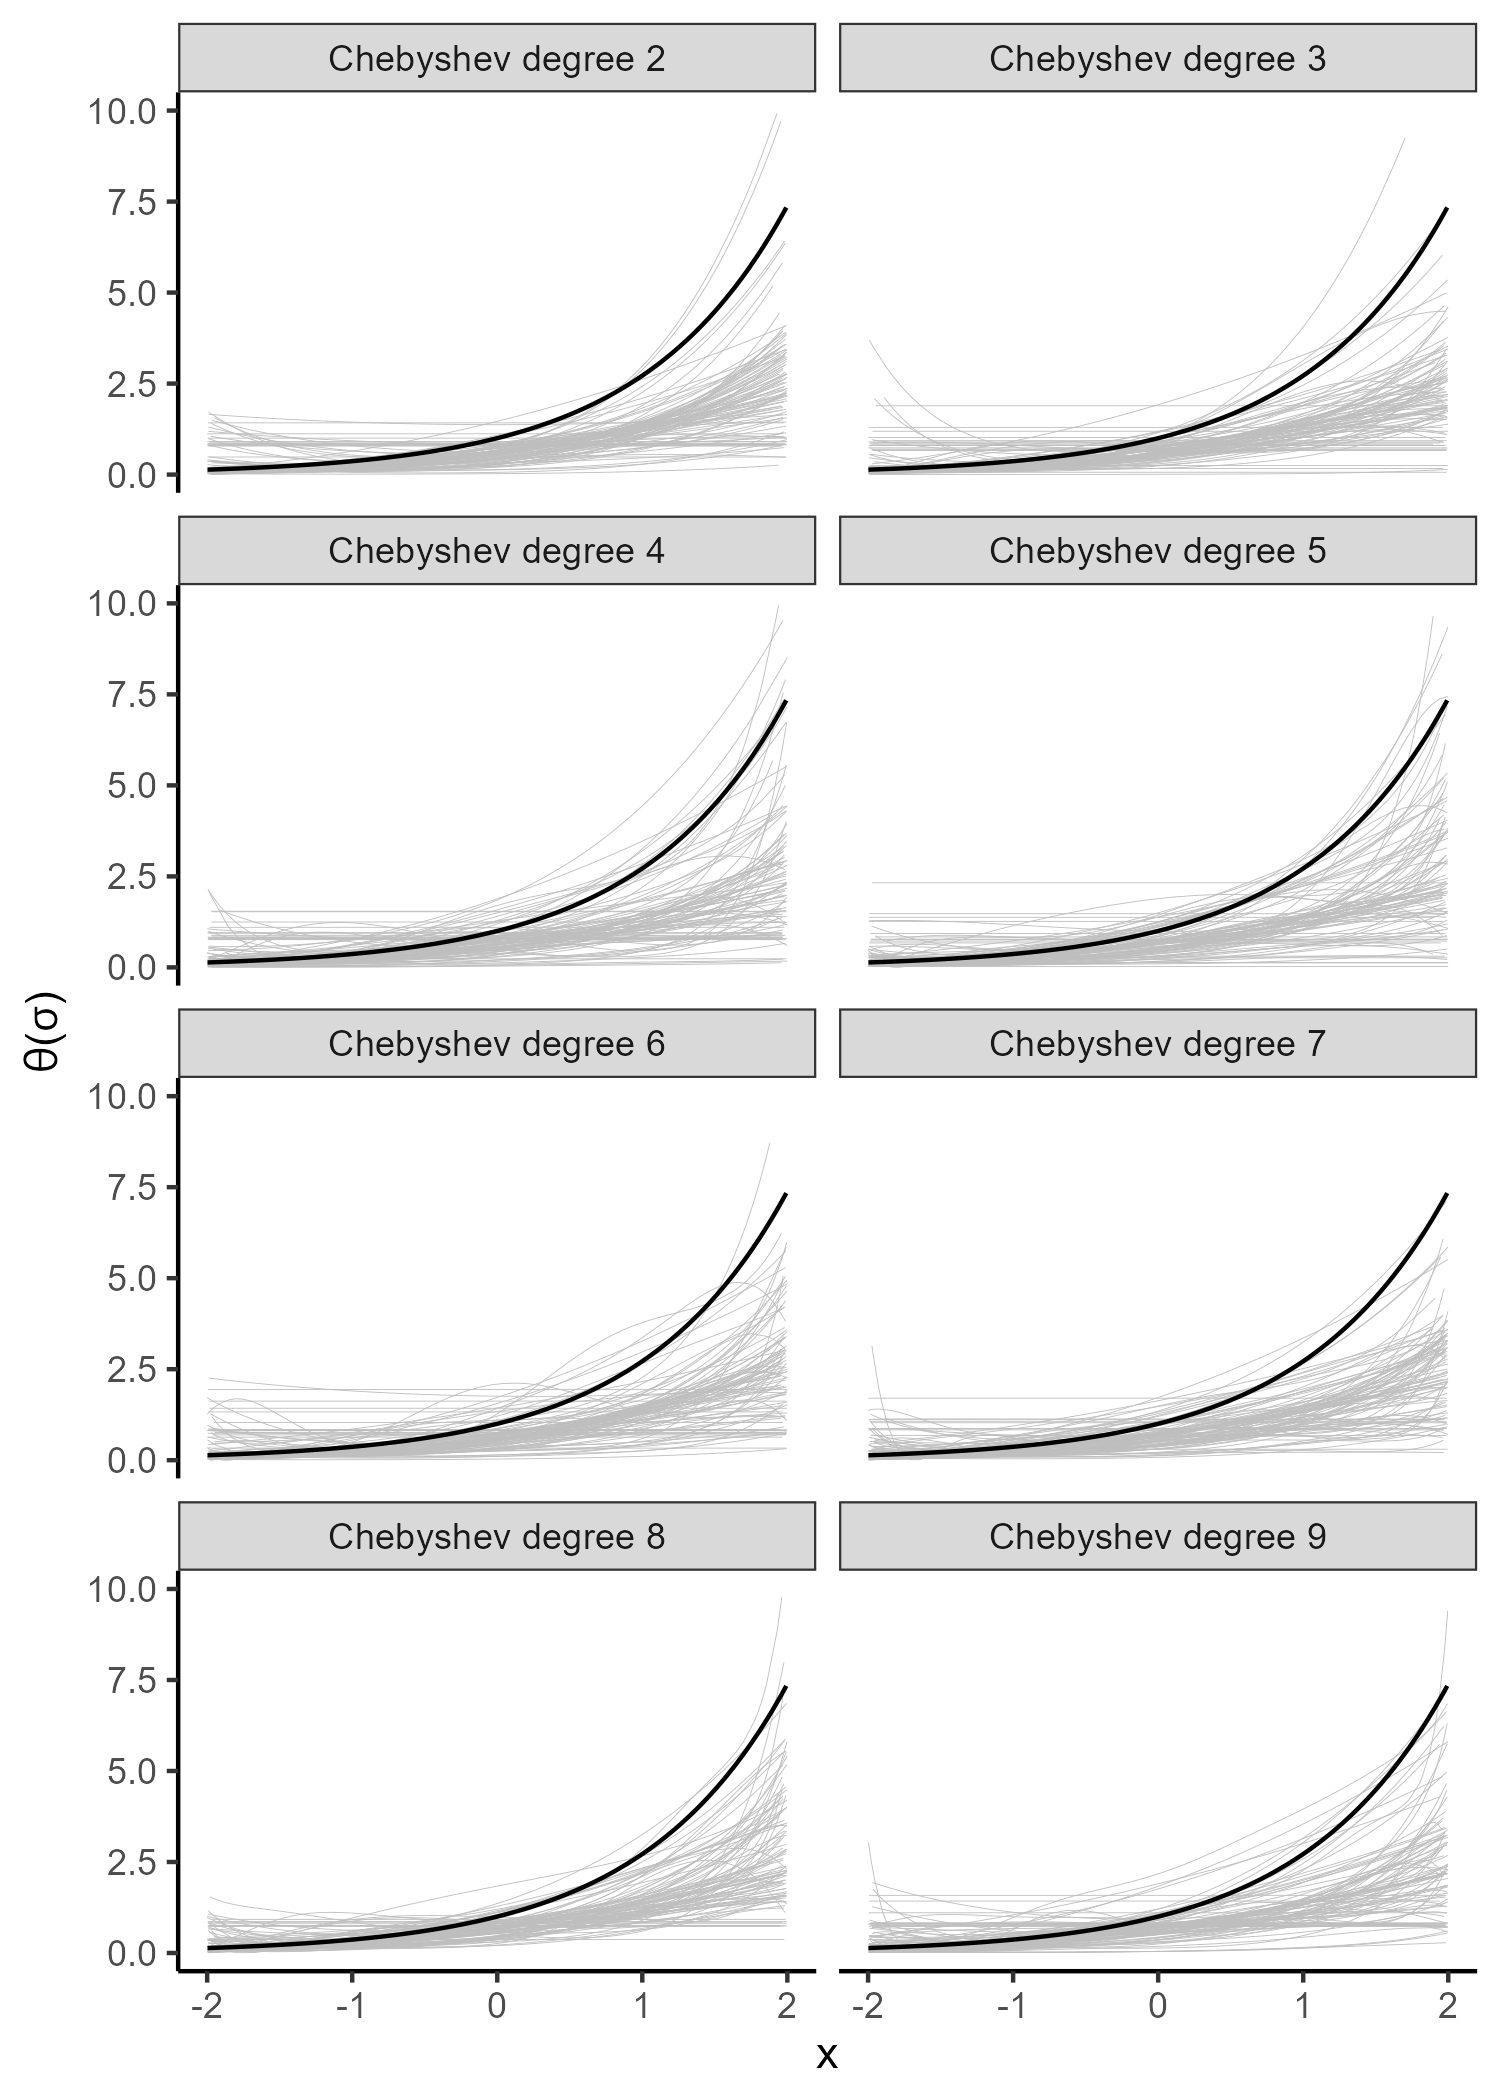 Chebyshev degree 2
Chebyshev degree 3
10.0
7.5
5.0
2.5
0.0
Chebyshev degree 4
Chebyshev degree 5
10.0
7.5
5.0
2.5
0.0
θ(σ)
Chebyshev degree 6
Chebyshev degree 7
10.0
7.5
5.0
2.5
0.0
Chebyshev degree 8
Chebyshev degree 9
10.0
7.5
5.0
2.5
0.0
-2 -1 0 1 2
-2 -1 0 1 2
x